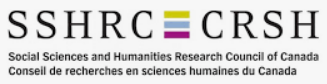 SSHRC CRSH
Social Sciences and Humanities Research Council of Canada
Conseil de recherches en sciences humaines du Canada